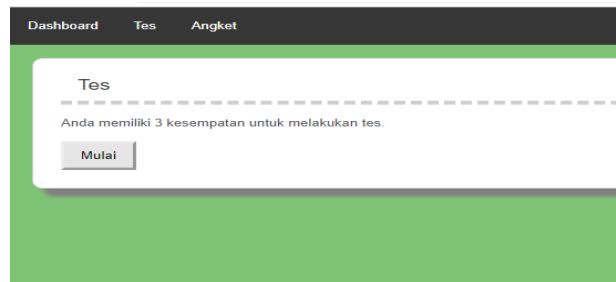 Dashboard Tes Angket
Tes
Anda memiliki 3 kesempatan untuk melakukan tes.
Mulai